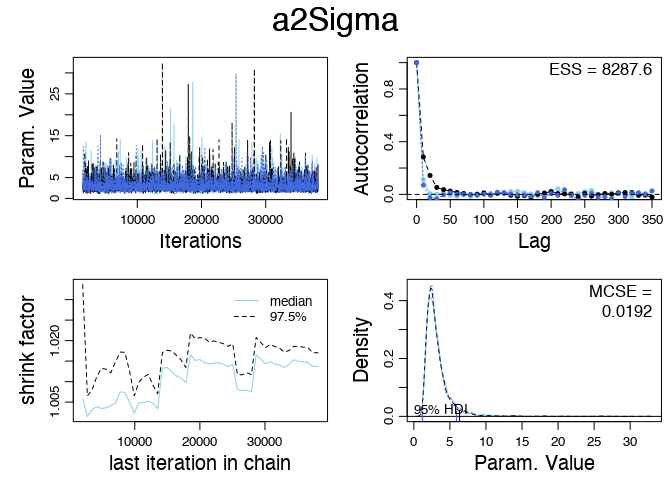 a2Sigma
Param. Value
0 5 15 25
10000 20000 30000
Iterations
Autocorrelation
0.0 0.4 0.8
ESS = 8287.6
0 50 100 150 200 250 300 350
Lag
shrink factor
1.005 1.020
median
97.5%
10000 20000 30000
last iteration in chain
Density
0.0 0.2 0.4
MCSE =
0.0192
95% HDI
0 5 10 15 20 25 30
Param. Value